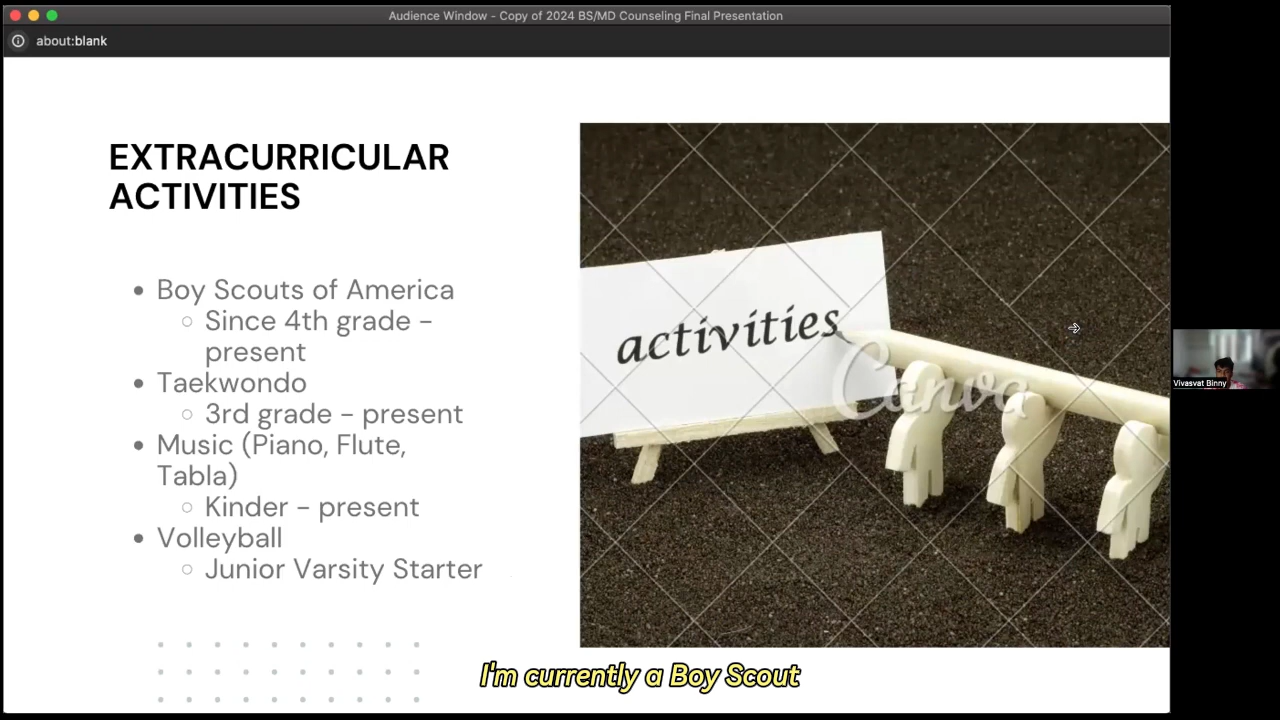 Audience Window - Copy of 2024 BS/MD Counseling Final Presentation
about:blank
EXTRACURRICULAR
ACTIVITIES
• Boy Scouts of America
○ Since 4th grade -
present
• Taekwondo
○ 3rd grade - present
• Music (Piano, Flute,
Tabla)
○ Kinder - present
• Volleyball
○ Junior Varsity Starter
activities
Canva
Vivasvat Binny
I'm currently a Boy Scout